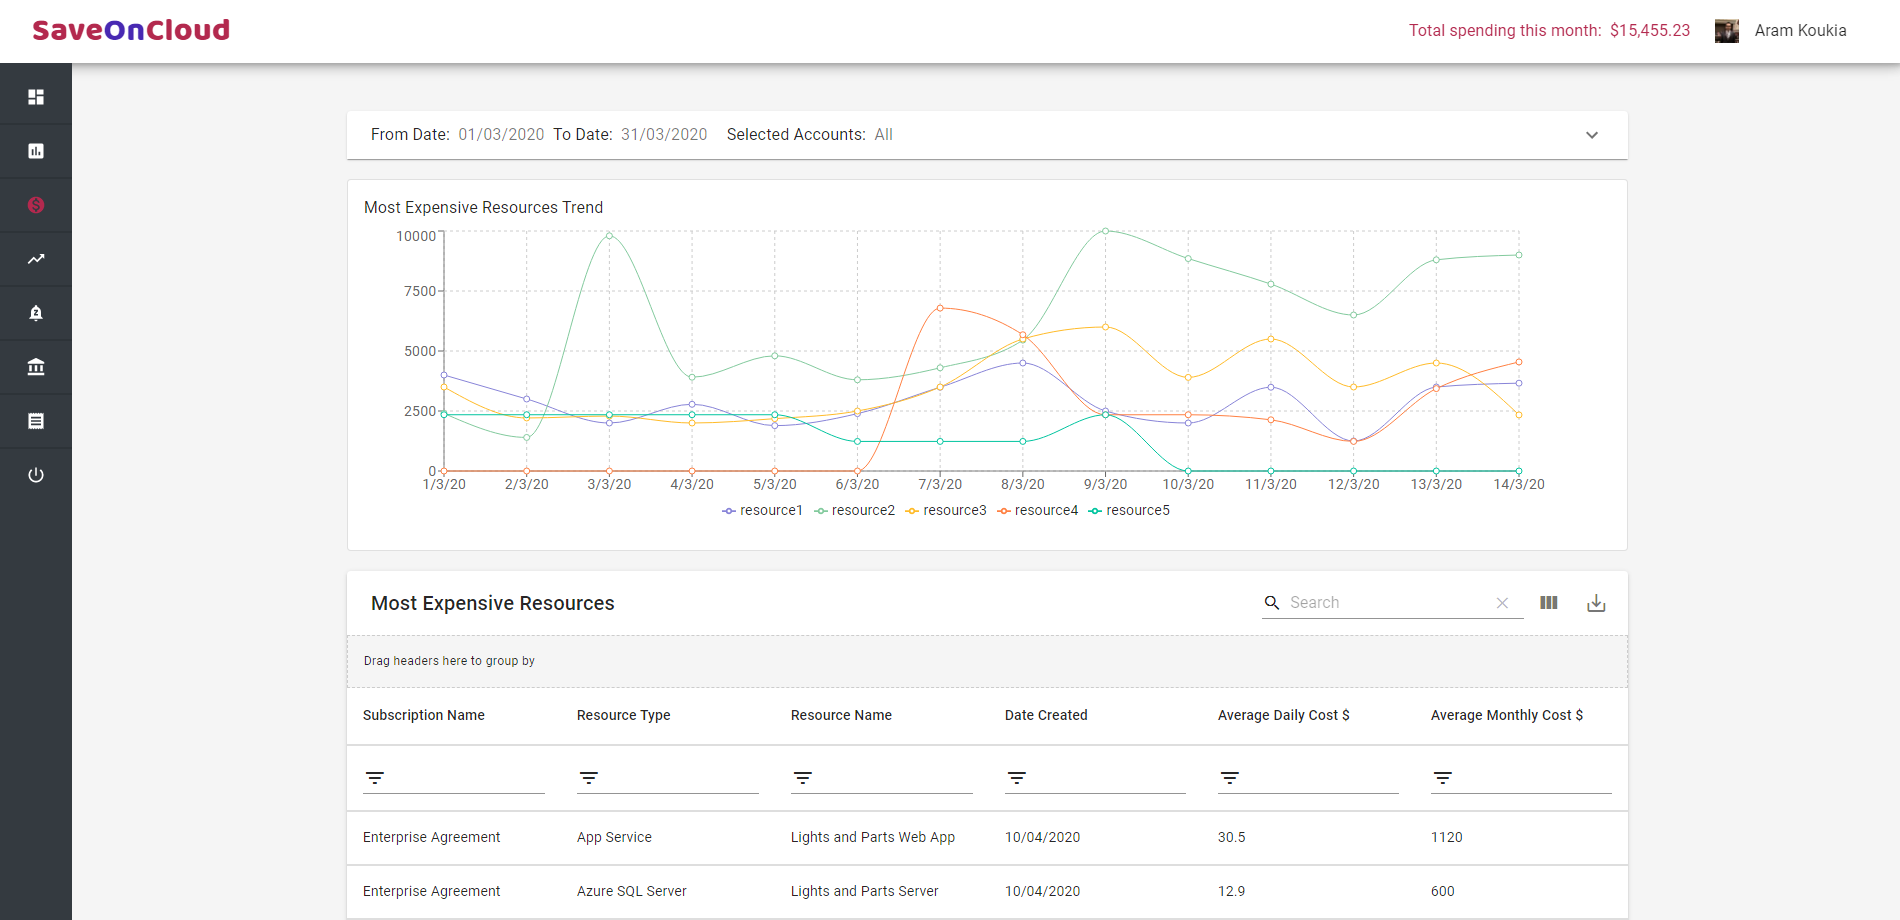 SaveOnCloud
Total spending this month: $15,455.23
Aram Koukia
From Date: 01/03/2020 To Date: 31/03/2020 Selected Accounts: All
Most Expensive Resources Trend
10000
7500
5000
2500
0
1/3/20 2/3/20 3/3/20 4/3/20 5/3/20 6/3/20 7/3/20 8/3/20 9/3/20 10/3/20 11/3/20 12/3/20 13/3/20 14/3/20
resource1 resource2 resource3 resource4 resource5
Most Expensive Resources
Search
Drag headers here to group by
Subscription Name Resource Type Resource Name Date Created Average Daily Cost $ Average Monthly Cost $
Enterprise Agreement App Service Lights and Parts Web App 10/04/2020 30.5 1120
Enterprise Agreement Azure SQL Server Lights and Parts Server 10/04/2020 12.9 600